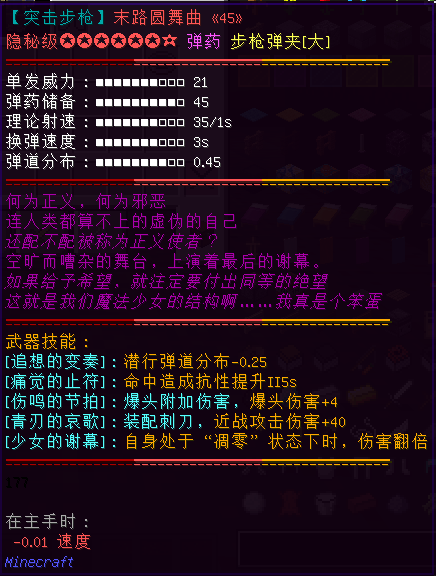 【突击步枪】末路圆舞曲 «45»
隐秘级✪✪✪✪✪✪✫ 弹药 步枪弹夹[大]
单发威力：■■■■■■■□□□ 21
弹药储备：■■■■■■■■■□ 45
理论射速：■■■■■■■□□□ 35/1s
换弹速度：■■■■■■■□□□ 3s
弹道分布：■■■■■■■■□□ 0.45
何为正义，何为邪恶
连人类都算不上的虚伪的自己
还配不配被称为正义使者？
空旷而嘈杂的舞台，上演着最后的谢幕。
如果给予希望，就注定要付出同等的绝望
这就是我们魔法少女的结构啊……我真是个笨蛋
武器技能：
[追想的变奏]：潜行弹道分布-0.25
[痛觉的止符]：命中造成抗性提升II5s
[伤鸣的节拍]：爆头附加伤害，爆头伤害+4
[青刃的哀歌]：装配刺刀，近战攻击伤害+40
[少女的谢幕]：自身处于“凋零”状态下时，伤害翻倍
177
在主手时：
-0.01 速度
Minecraft